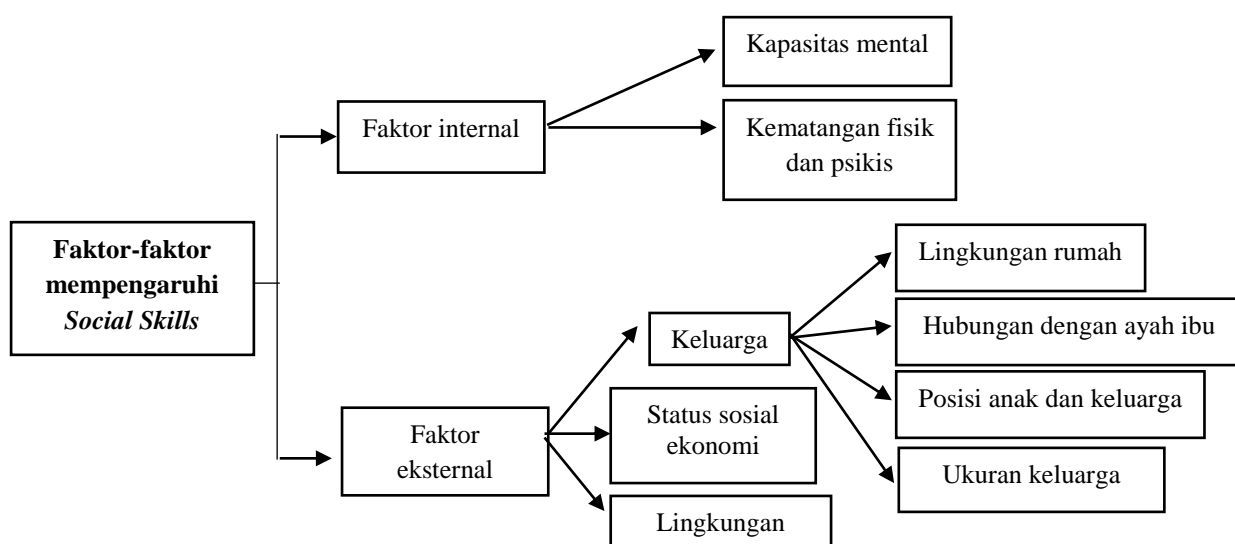 Faktor-faktor
mempengaruhi
Social Skills
Faktor internal
Kapasitas mental
Kematangan fisik
dan psikis
Faktor
eksternal
Keluarga
Status sosial
ekonomi
Lingkungan
Lingkungan rumah
Hubungan dengan ayah ibu
Posisi anak dan keluarga
Ukuran keluarga